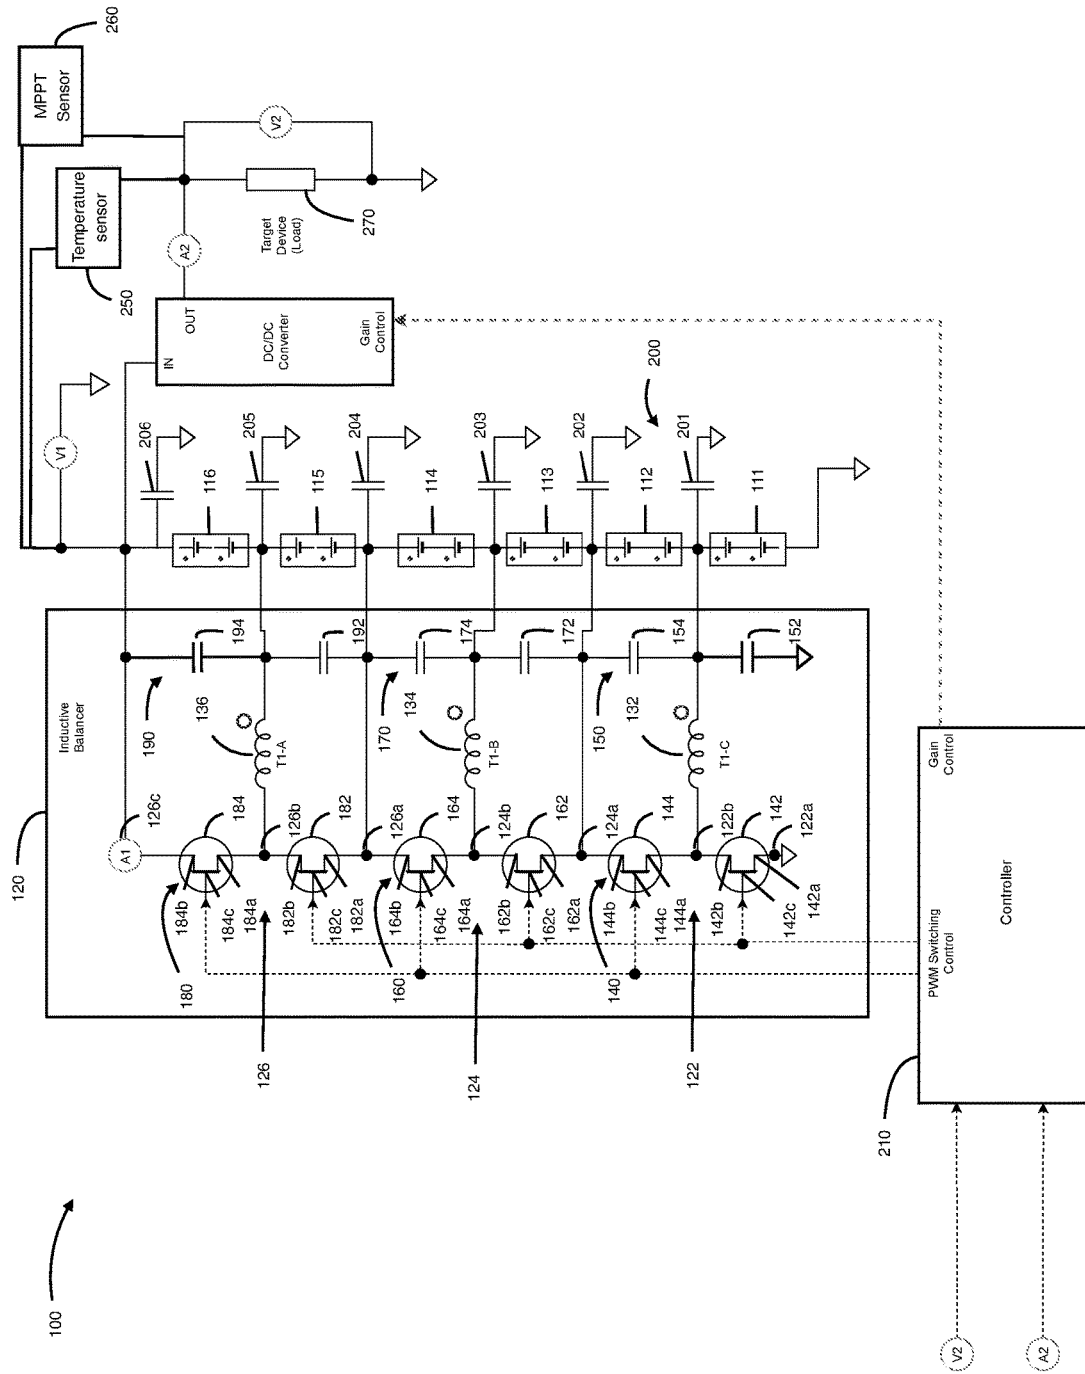 260
MPPT
Sensor
V2
Temperature
sensor
250
A2
Target
Device
(Load)
270
OUT
IN
DC/DC
Converter
Gain
Control
V1
200
206
205
204
203
202
201
116
115
114
113
112
111
120
Inductive
Balancer
194
192
174
172
154
152
190
136
170
134
150
132
T1-A
T1-B
T1-C
126c
A1
184
126b
182
126a
164
124b
162
124a
144
122b
142
122a
184b
184c
184a
182b
182c
182a
164b
164c
164a
162b
162c
162a
144b
144c
144a
142b
142c
142a
180
160
140
126
124
122
Gain
Control
PWM Switching
Control
Controller
210
100
V2
A2